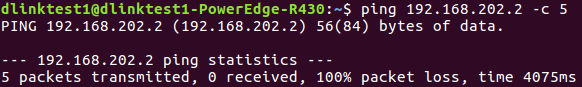 dlinktest1@dlinktest1-PowerEdge-R430:~$ ping 192.168.202.2 -c 5
PING 192.168.202.2 (192.168.202.2) 56(84) bytes of data.

--- 192.168.202.2 ping statistics ---
5 packets transmitted, 0 received, 100% packet loss, time 4075ms